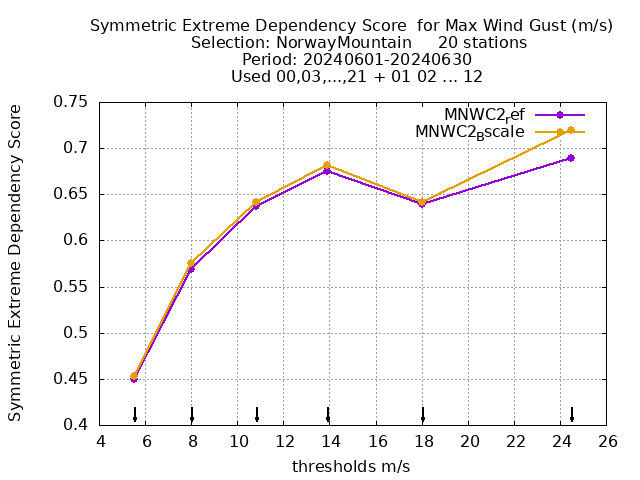 Symmetric Extreme Dependency Score  for Max Wind Gust (m/s)
Selection: NorwayMountain     20 stations
Period: 20240601-20240630
Used 00,03,...,21 + 01 02 ... 12
MNWC2ref
MNWC2Bscale
Symmetric Extreme Dependency Score
0.75
0.7
0.65
0.6
0.55
0.5
0.45
0.4
4 6 8 10 12 14 16 18 20 22 24 26
thresholds m/s